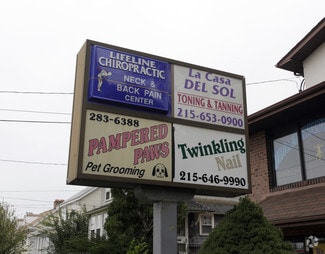 LIFELINE
CHIROPRACTIC
NECK &
BACK PAIN
CENTER
La Casa
DEL SOL
TONING & TANNING
215-653-0900
283-6388
PAMPERED
PAWS
Pet Grooming
Twinkling
Nail
215-646-9990